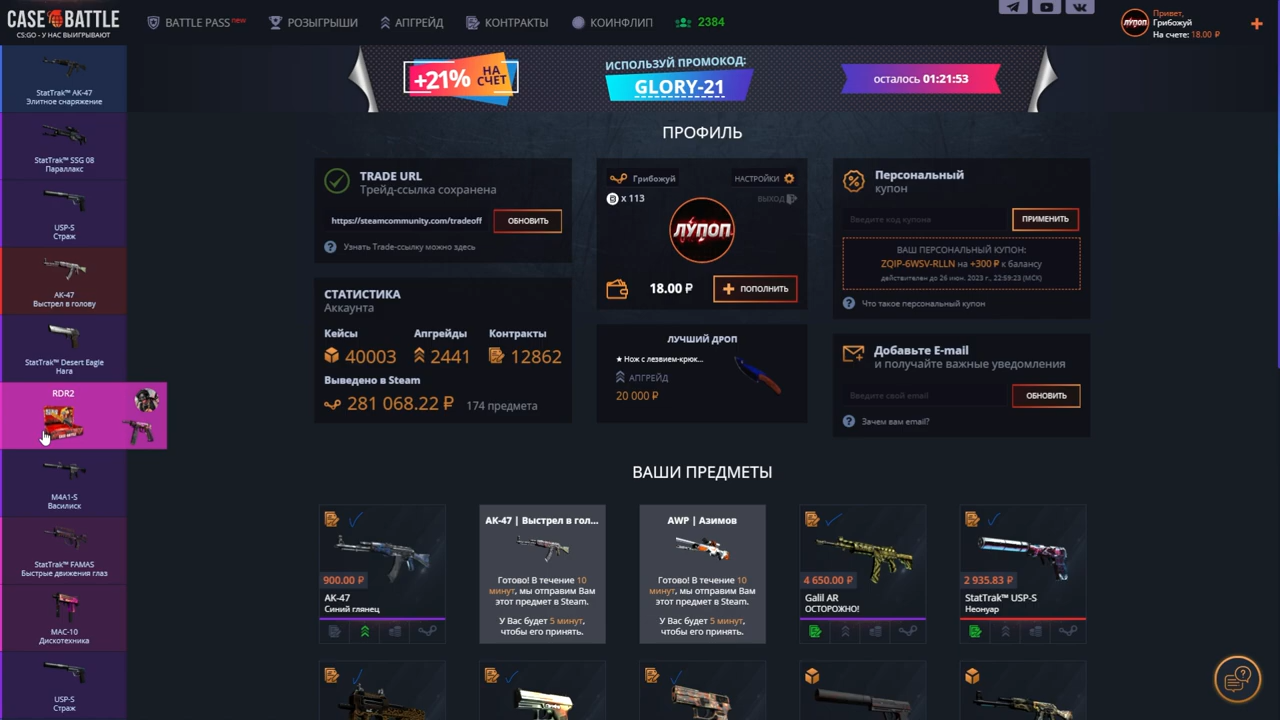 CASE BATTLE
CS:GO - У НАС ВЫИГРЫВАЮТ
BATTLE PASS new
РОЗЫГРЫШИ
АПГРЕЙД
КОНТРАКТЫ
КОИНФЛИП
2384
Привет,
Грибожуй
На счете: 18.00 ₽
ЛУПОП
+21% НА СЧЕТ
ИСПОЛЬЗУЙ ПРОМОКОД:
GLORY-21
осталось 01:21:53
StatTrak™ AK-47
Элитное снаряжение
StatTrak™ SSG 08
Параллакс
USP-S
Страж
AK-47
Выстрел в голову
StatTrak™ Desert Eagle
Нага
RDR2
M4A1-S
Василиск
StatTrak™ FAMAS
Быстрые движения глаз
MAC-10
Дискотехника
USP-S
Страж
ПРОФИЛЬ
TRADE URL
Трейд-ссылка сохранена
https://steamcommunity.com/tradeoff
ОБНОВИТЬ
Узнать Trade-ссылку можно здесь
СТАТИСТИКА
Аккаунта
Кейсы
Апгрейды
Контракты
40003
2441
12862
Выведено в Steam
281 068.22 ₽
174 предмета
Грибожуй
НАСТРОЙКИ
x 113
ВЫХОД
ЛУПОП
18.00 ₽
ПОПОЛНИТЬ
ЛУЧШИЙ ДРОП
★ Нож с лезвием-крюк...
АПГРЕЙД
20 000 ₽
Персональный
купон
Введите код купона
ПРИМЕНИТЬ
ВАШ ПЕРСОНАЛЬНЫЙ КУПОН:
ZQIP-6WSV-RLLN на +300 ₽ к балансу
действителен до 26 июн. 2023 г., 22:59:23 (МСК)
Что такое персональный купон
Добавьте E-mail
и получайте важные уведомления
Введите свой email
ОБНОВИТЬ
Зачем вам email?
ВАШИ ПРЕДМЕТЫ
900.00 ₽
AK-47
Синий глянец
AK-47 | Выстрел в гол...
Готово! В течение 10
минут, мы отправим Вам
этот предмет в Steam.
У Вас будет 5 минут,
чтобы его принять.
AWP | Азимов
Готово! В течение 10
минут, мы отправим Вам
этот предмет в Steam.
У Вас будет 5 минут,
чтобы его принять.
4 650.00 ₽
Galil AR
ОСТОРОЖНО!
2 935.83 ₽
StatTrak™ USP-S
Неонуар